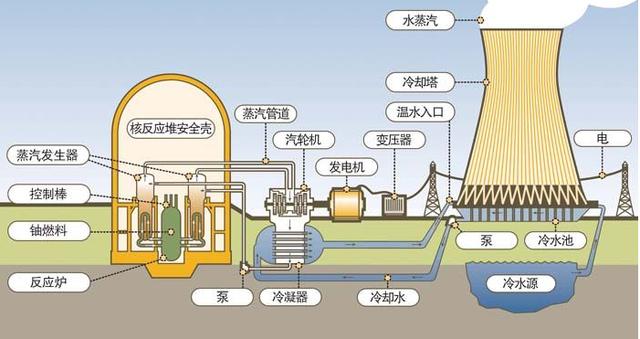 水蒸汽
冷却塔
温水入口
蒸汽管道
核反应堆安全壳
汽轮机
变压器
电
蒸汽发生器
发电机
控制棒
铀燃料
泵
冷水池
反应炉
泵
冷凝器
冷却水
冷水源